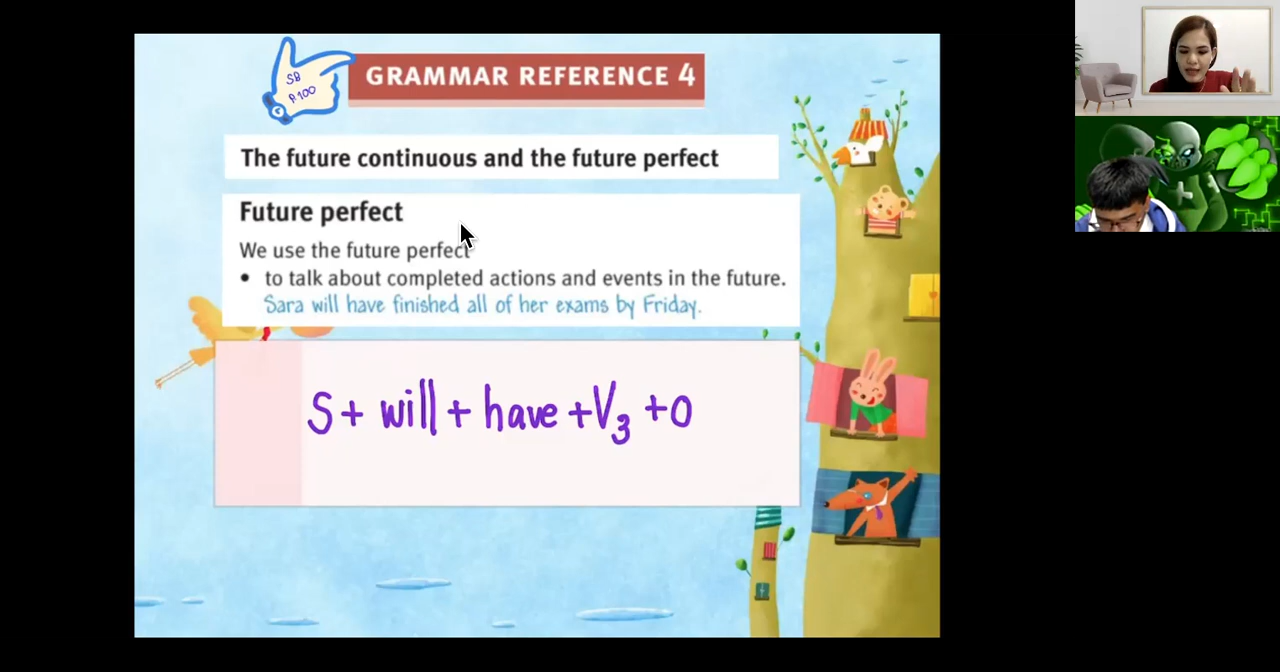 SB
P.100
GRAMMAR REFERENCE 4
The future continuous and the future perfect
Future perfect
We use the future perfect
• to talk about completed actions and events in the future.
Sara will have finished all of her exams by Friday.
S + will + have + V3 + O